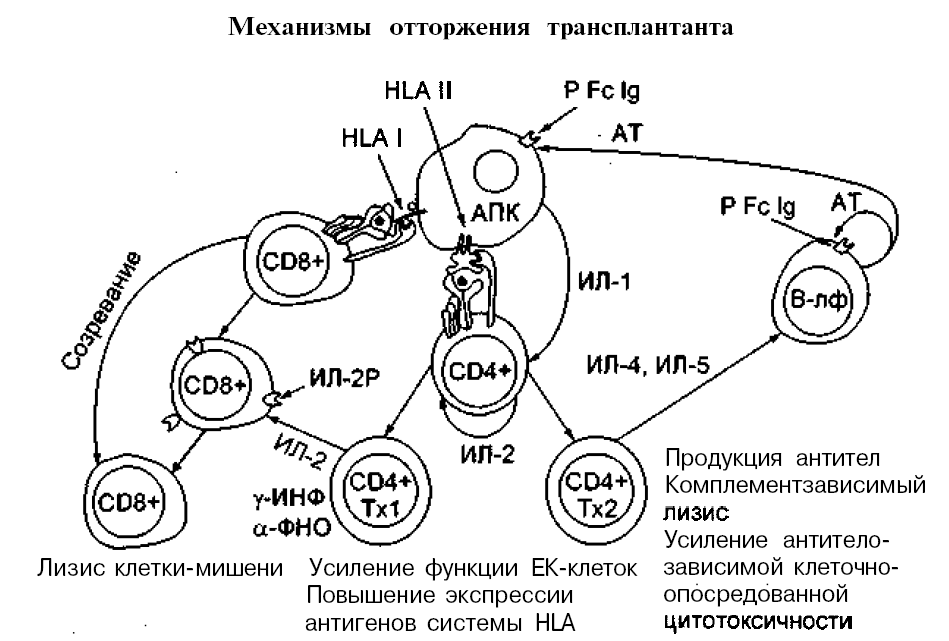 Механизмы отторжения трансплантанта
HLA II
P Fc Ig
HLA I
АТ
АПК
P Fc Ig
АТ
CD8+
ИЛ-1
В-лф
Созревание
CD8+
ИЛ-2Р
CD4+
ИЛ-4, ИЛ-5
ИЛ-2
ИЛ-2
CD8+
γ-ИНФ
α-ФНО
CD4+
Тх1
CD4+
Тх2
Продукция антител
Комплементзависимый
лизис
Усиление антитело-
зависимой клеточно-
опосредованной
цитотоксичности
Лизис клетки-мишени
Усиление функции ЕК-клеток
Повышение экспрессии
антигенов системы HLA